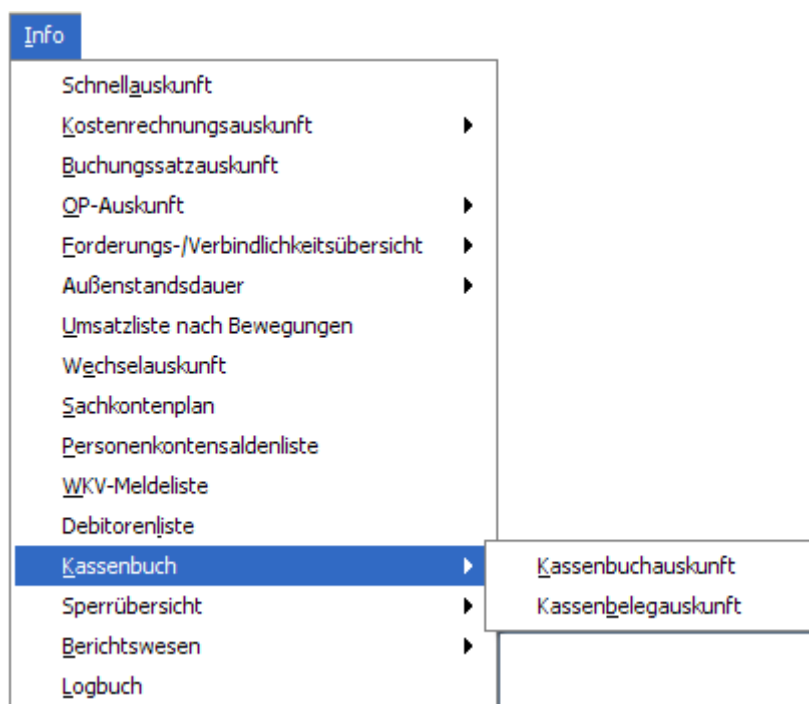 Info
Schnellauskunft
Kostenrechnungsauskunft
Buchungssatzauskunft
OP-Auskunft
Forderungs-/Verbindlichkeitsübersicht
Außenstandsdauer
Umsatzliste nach Bewegungen
Wechselauskunft
Sachkontenplan
Personenkontensaldenliste
WKV-Meldeliste
Debitorenliste
Kassenbuch
Kassenbuchauskunft
Sperrübersicht
Kassenbelegauskunft
Berichtswesen
Logbuch